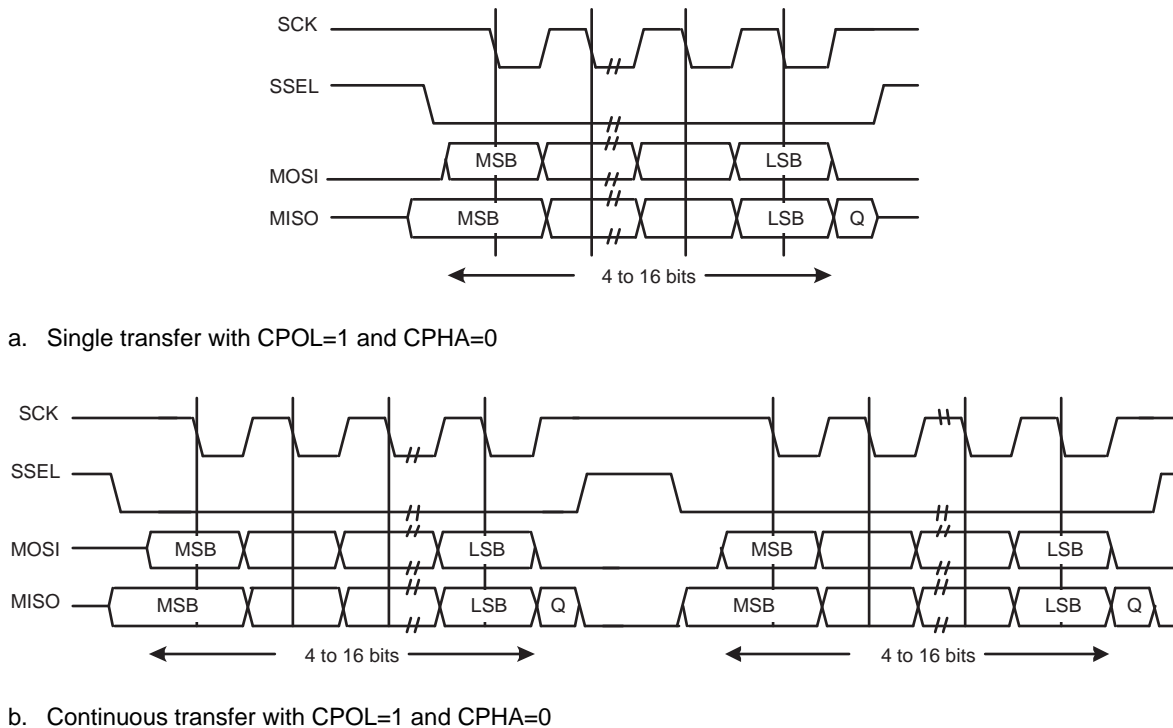 SCK
SSEL
MSB LSB
MOSI
MISO MSB LSB Q
4 to 16 bits
a. Single transfer with CPOL=1 and CPHA=0
SCK
SSEL
MOSI MSB LSB MSB LSB
MISO MSB LSB Q MSB LSB Q
4 to 16 bits 4 to 16 bits
b. Continuous transfer with CPOL=1 and CPHA=0